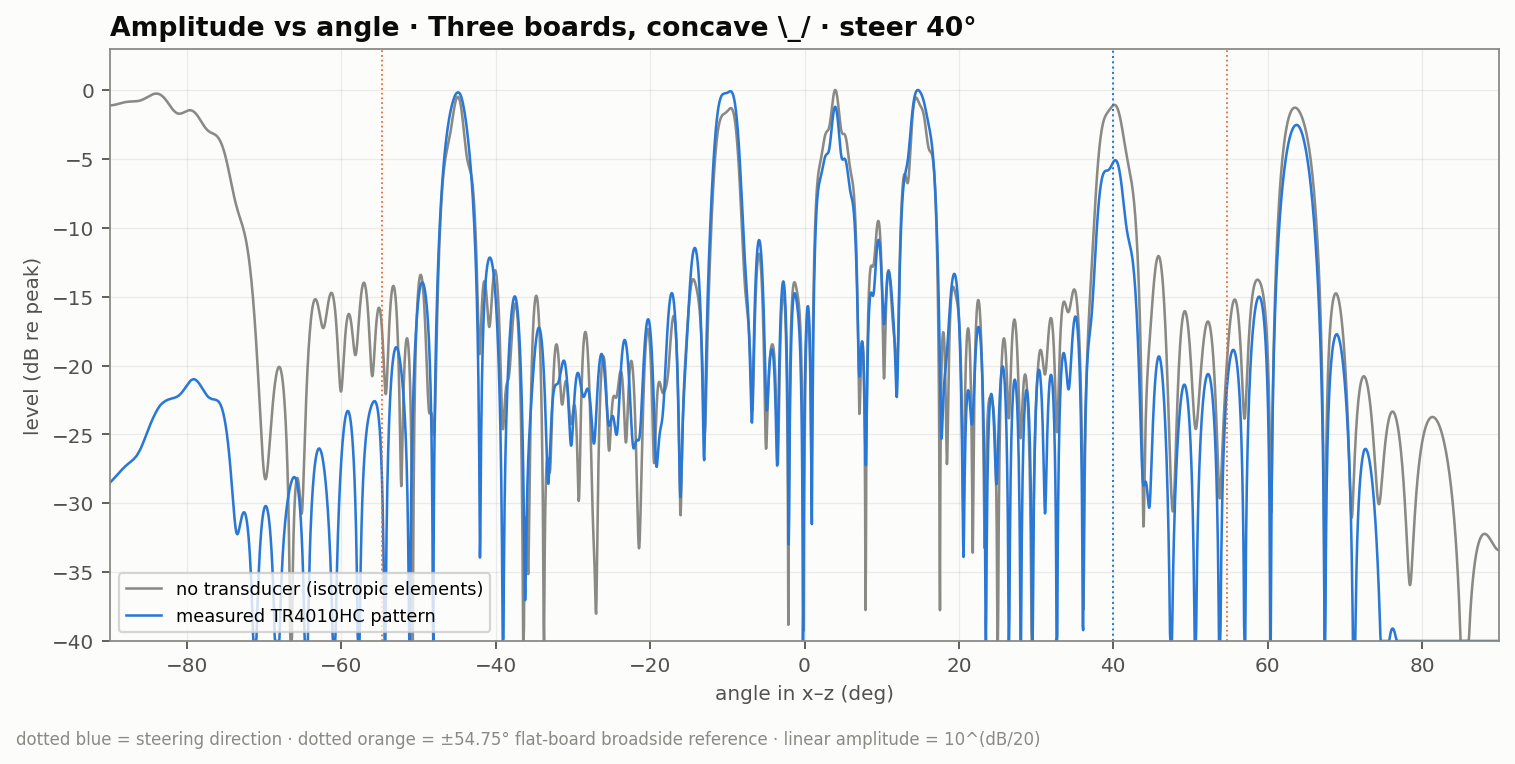 Amplitude vs angle · Three boards, concave \_/ · steer 40°
level (dB re peak)
0
−5
−10
−15
−20
−25
−30
−35
−40
no transducer (isotropic elements)
measured TR4010HC pattern
−80 −60 −40 −20 0 20 40 60 80
angle in x–z (deg)
dotted blue = steering direction · dotted orange = ±54.75° flat-board broadside reference · linear amplitude = 10^(dB/20)